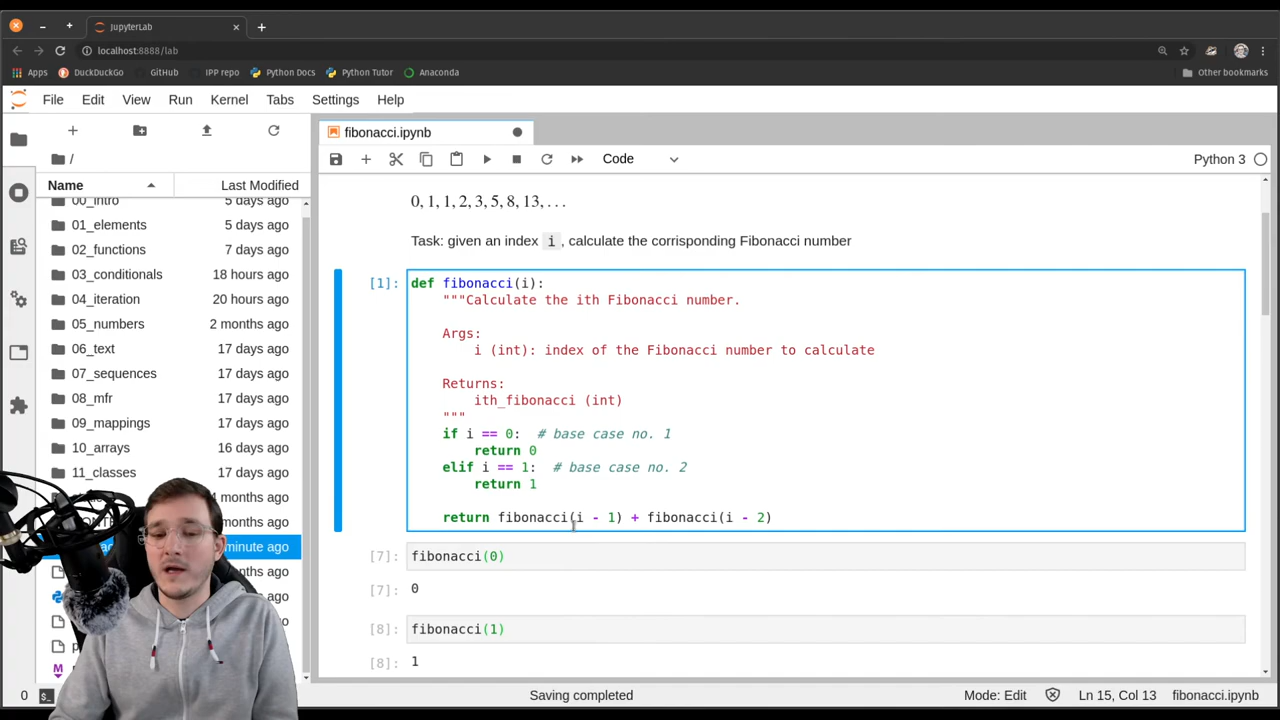 JupyterLab
localhost:8888/lab
Apps DuckDuckGo GitHub IPP repo Python Docs Python Tutor Anaconda Other bookmarks
File Edit View Run Kernel Tabs Settings Help
fibonacci.ipynb
/
Code
Python 3
Name Last Modified
00_intro 5 days ago
01_elements 5 days ago
02_functions 7 days ago
03_conditionals 18 hours ago
04_iteration 20 hours ago
05_numbers 2 months ago
06_text 17 days ago
07_sequences 17 days ago
08_mfr 17 days ago
09_mappings 17 days ago
10_arrays 16 days ago
11_classes 17 days ago
months ago
minute ago
0, 1, 1, 2, 3, 5, 8, 13, . . .
Task: given an index i, calculate the corrisponding Fibonacci number
[1]: def fibonacci(i):
"""Calculate the ith Fibonacci number.
Args:
i (int): index of the Fibonacci number to calculate
Returns:
ith_fibonacci (int)
"""
if i == 0:  # base case no. 1
return 0
elif i == 1:  # base case no. 2
return 1
return fibonacci(i - 1) + fibonacci(i - 2)
[7]: fibonacci(0)
[7]: 0
[8]: fibonacci(1)
[8]: 1
0 $_ Saving completed Mode: Edit Ln 15, Col 13 fibonacci.ipynb